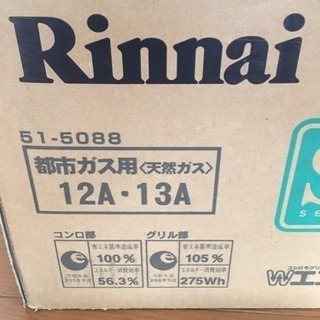 Rinnai
51-5088
都市ガス用〈天然ガス〉
12A・13A
コンロ部
省エネ基準達成率
100%
エネルギー消費効率
56.3%
グリル部
省エネ基準達成率
105%
エネルギー消費効率
275Wh
S
Wエ